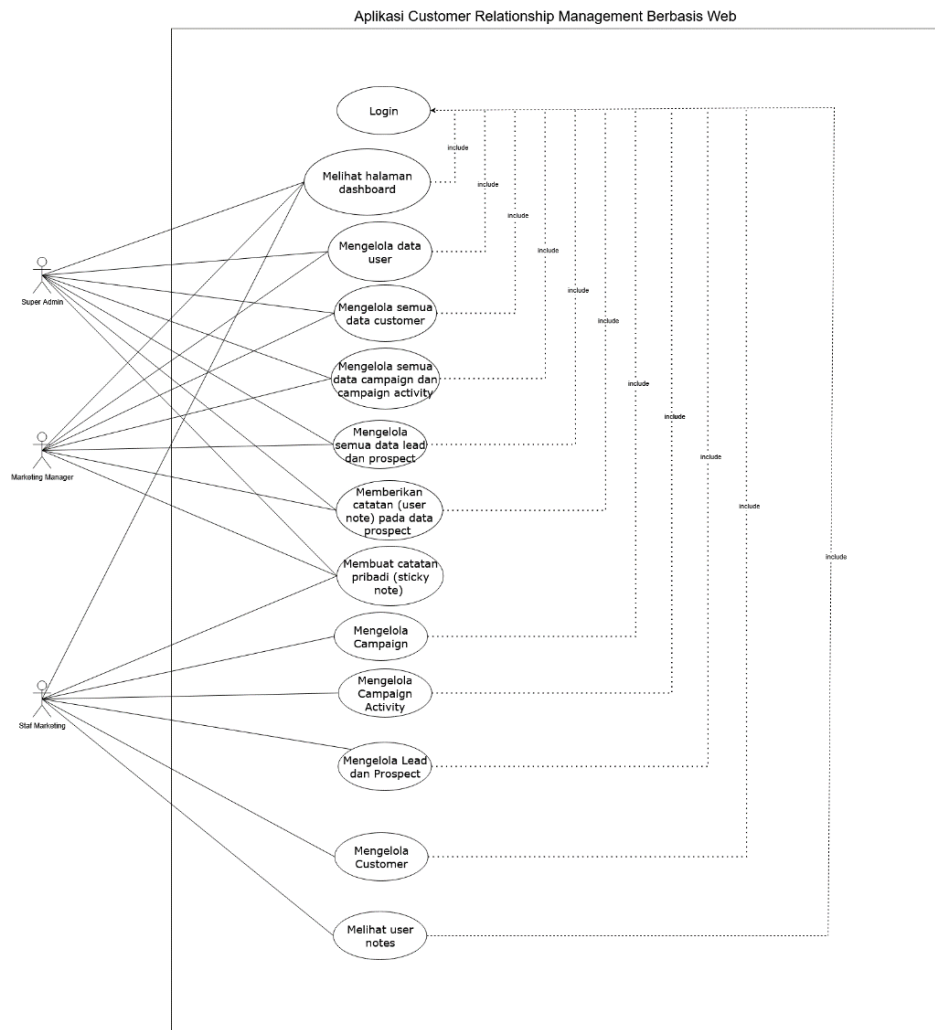 Aplikasi Customer Relationship Management Berbasis Web
Login
include
Melihat halaman
dashboard
include
Mengelola data
user
include
Super Admin
Mengelola semua
data customer
include
include
Mengelola semua
data campaign dan
campaign activity
include
include
include
Marketing Manager
Mengelola
semua data lead
dan prospect
include
Memberikan catatan (user
note) pada data
prospect
include
include
Membuat catatan
pribadi (sticky
note)
Mengelola
Campaign
Staf Marketing
Mengelola
Campaign
Activity
Mengelola Lead
dan Prospect
Mengelola
Customer
Melihat user
notes